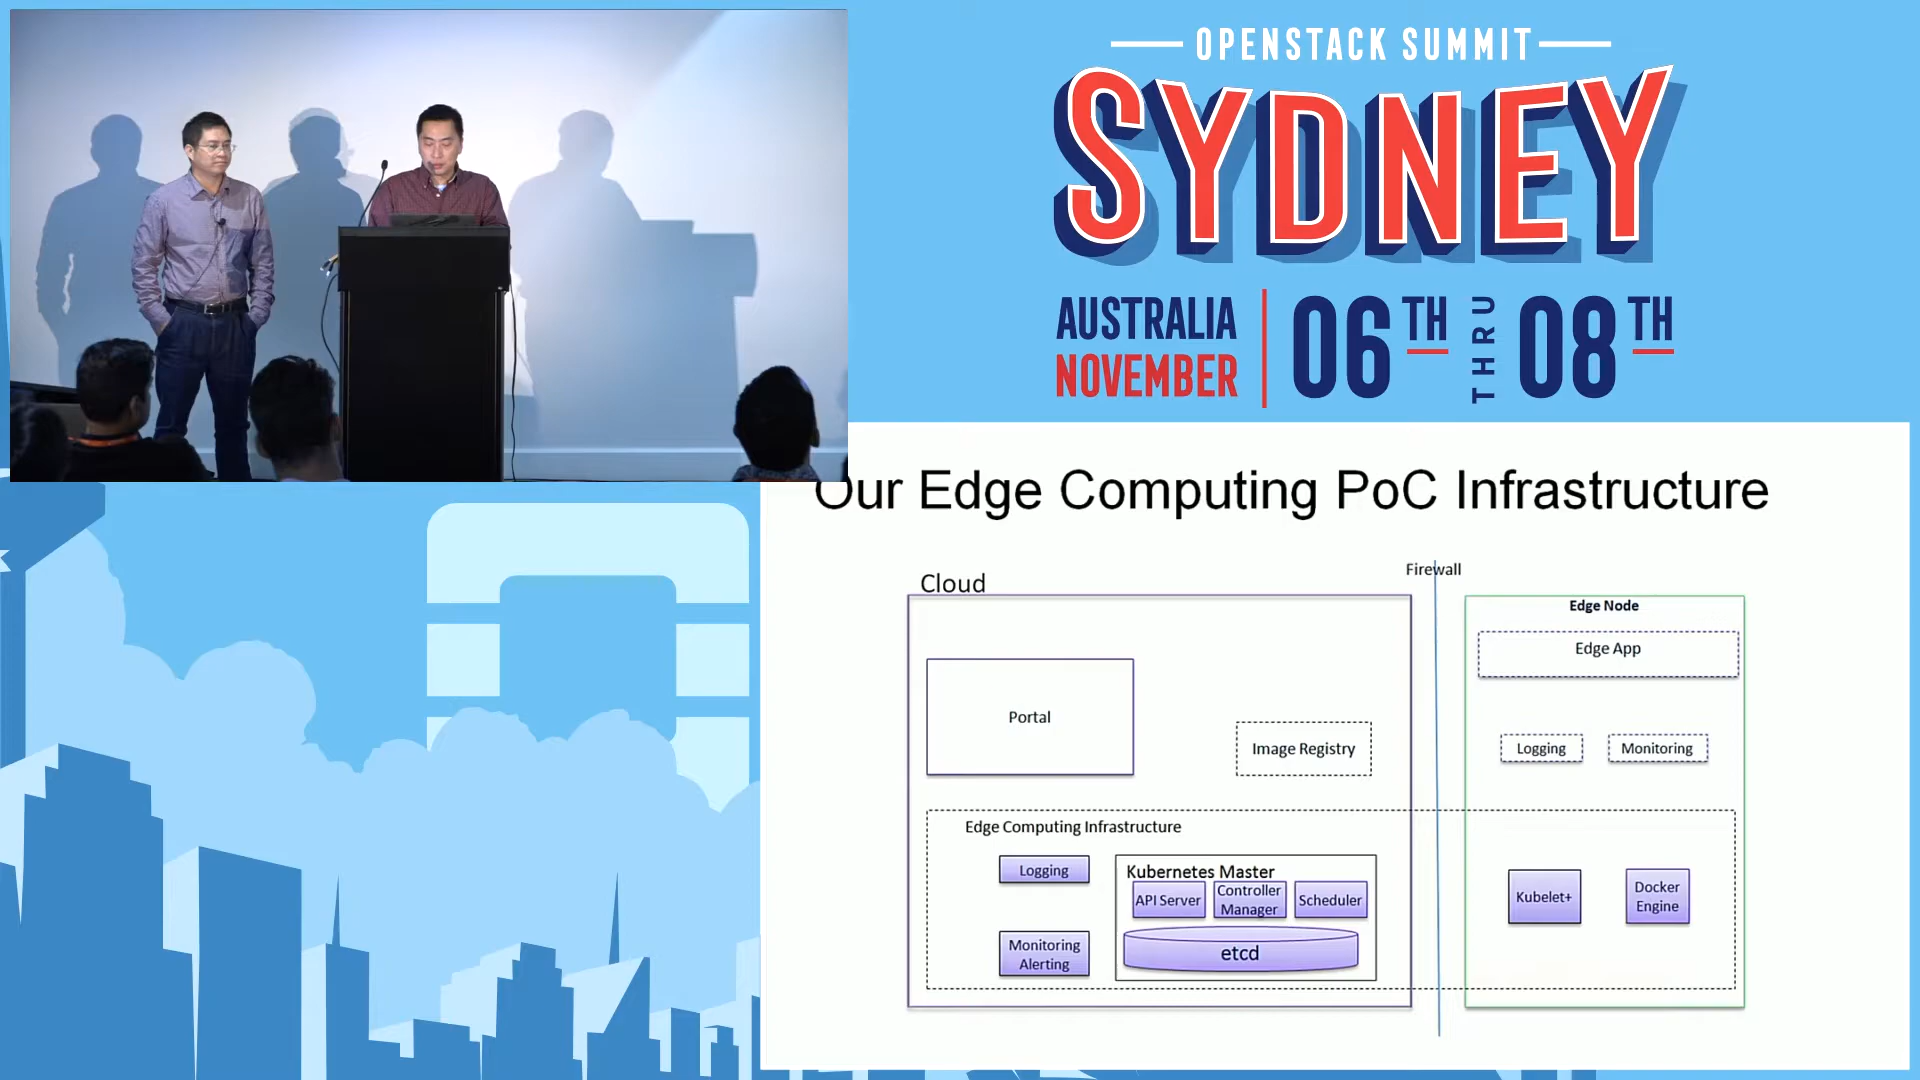 OPENSTACK SUMMIT
SYDNEY
AUSTRALIA
NOVEMBER
06TH THRU 08TH
Our Edge Computing PoC Infrastructure
Cloud
Firewall
Edge Node
Edge App
Portal
Image Registry
Logging
Monitoring
Edge Computing Infrastructure
Logging
Kubernetes Master
API Server
Controller
Manager
Scheduler
etcd
Monitoring
Alerting
Kubelet+
Docker
Engine